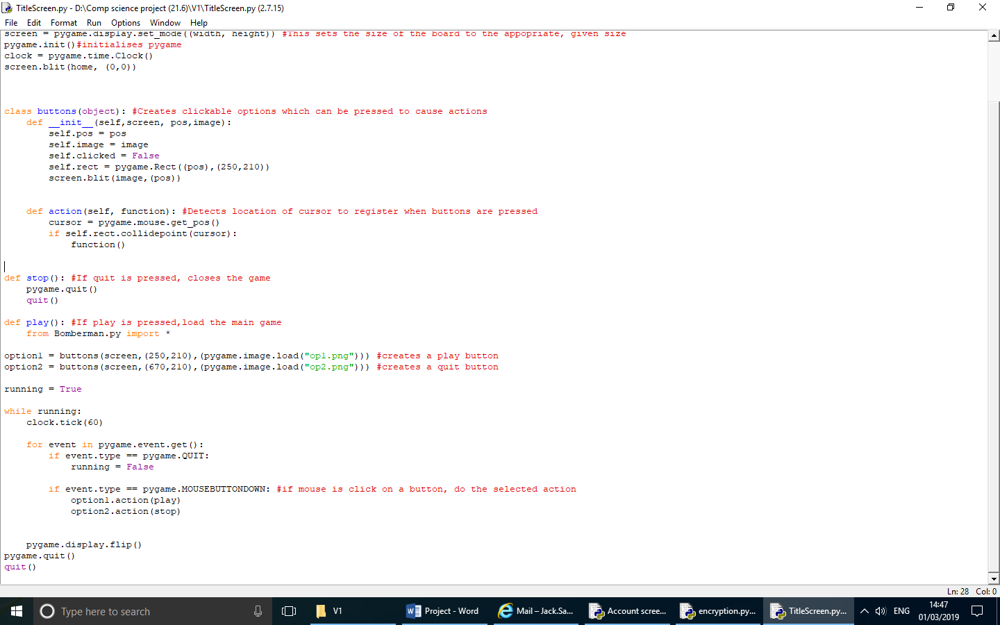 TitleScreen.py - D:\Comp science project (21.6)\V1\TitleScreen.py (2.7.15)
File Edit Format Run Options Window Help
screen = pygame.display.set_mode((width, height)) #This sets the size of the board to the appopriate, given size
pygame.init()#initialises pygame
clock = pygame.time.Clock()
screen.blit(home, (0,0))
class buttons(object): #Creates clickable options which can be pressed to cause actions
    def __init__(self,screen, pos,image):
        self.pos = pos
        self.image = image
        self.clicked = False
        self.rect = pygame.Rect((pos),(250,210))
        screen.blit(image,(pos))
    def action(self, function): #Detects location of cursor to register when buttons are pressed
        cursor = pygame.mouse.get_pos()
        if self.rect.collidepoint(cursor):
            function()
def stop(): #If quit is pressed, closes the game
    pygame.quit()
    quit()
def play(): #If play is pressed,load the main game
    from Bomberman.py import *
option1 = buttons(screen,(250,210),(pygame.image.load("op1.png"))) #creates a play button
option2 = buttons(screen,(670,210),(pygame.image.load("op2.png"))) #creates a quit button
running = True
while running:
    clock.tick(60)
    for event in pygame.event.get():
        if event.type == pygame.QUIT:
            running = False
        if event.type == pygame.MOUSEBUTTONDOWN: #if mouse is click on a button, do the selected action
            option1.action(play)
            option2.action(stop)
    pygame.display.flip()
pygame.quit()
quit()
Ln: 28 Col: 0
Type here to search
V1
Project - Word
Mail – Jack.Sa...
Account scree...
encryption.py...
TitleScreen.py...
ENG
14:47
01/03/2019